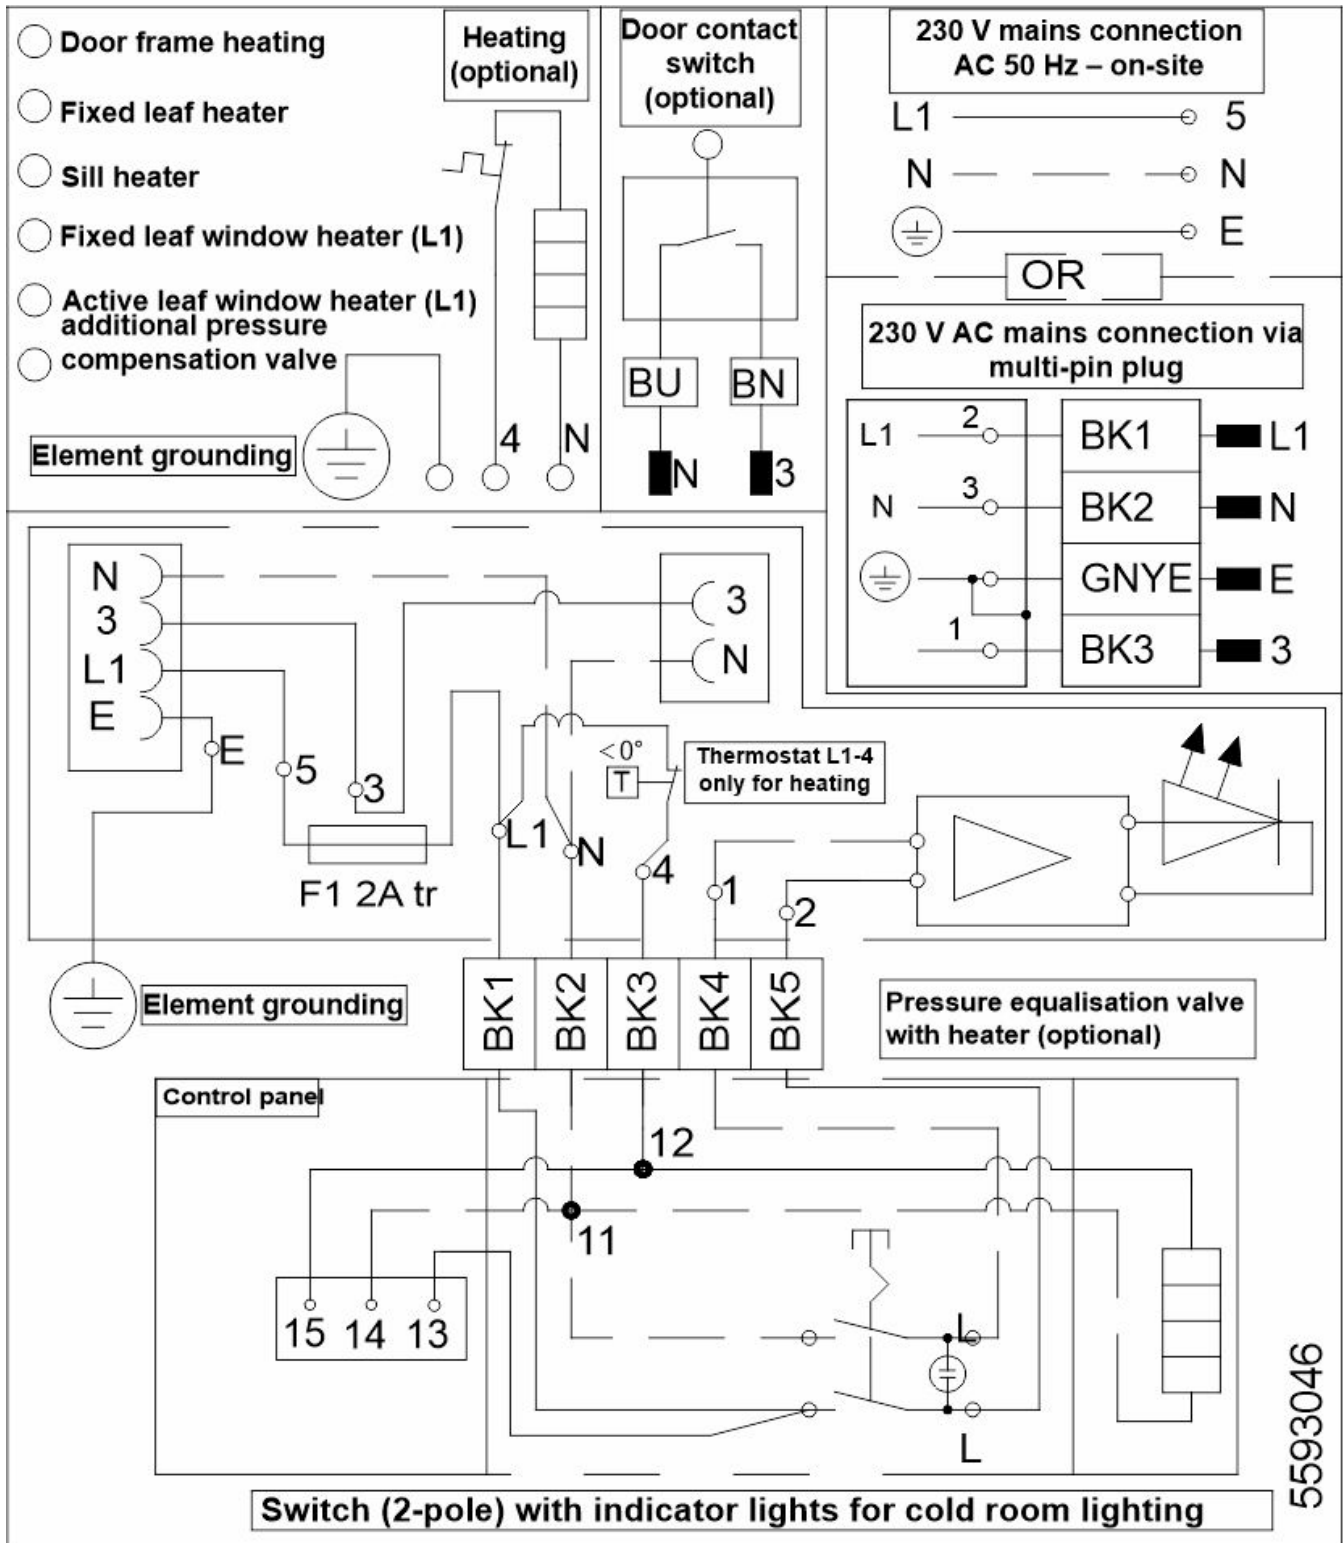 Door frame heating
Fixed leaf heater
Sill heater
Fixed leaf window heater (L1)
Active leaf window heater (L1)
additional pressure
compensation valve
Element grounding
Heating
(optional)
4
N
Door contact
switch
(optional)
BU
BN
N
3
230 V mains connection
AC 50 Hz – on-site
L1
5
N
N
E
OR
230 V AC mains connection via
multi-pin plug
L1
2
BK1
L1
N
3
BK2
N
GNYE
E
1
BK3
3
N
3
L1
E
E
5
3
F1 2A tr
3
N
<0°
T
Thermostat L1-4
only for heating
L1
N
4
1
2
Element grounding
BK1
BK2
BK3
BK4
BK5
Pressure equalisation valve
with heater (optional)
Control panel
12
11
15
14
13
L
L
5593046
Switch (2-pole) with indicator lights for cold room lighting